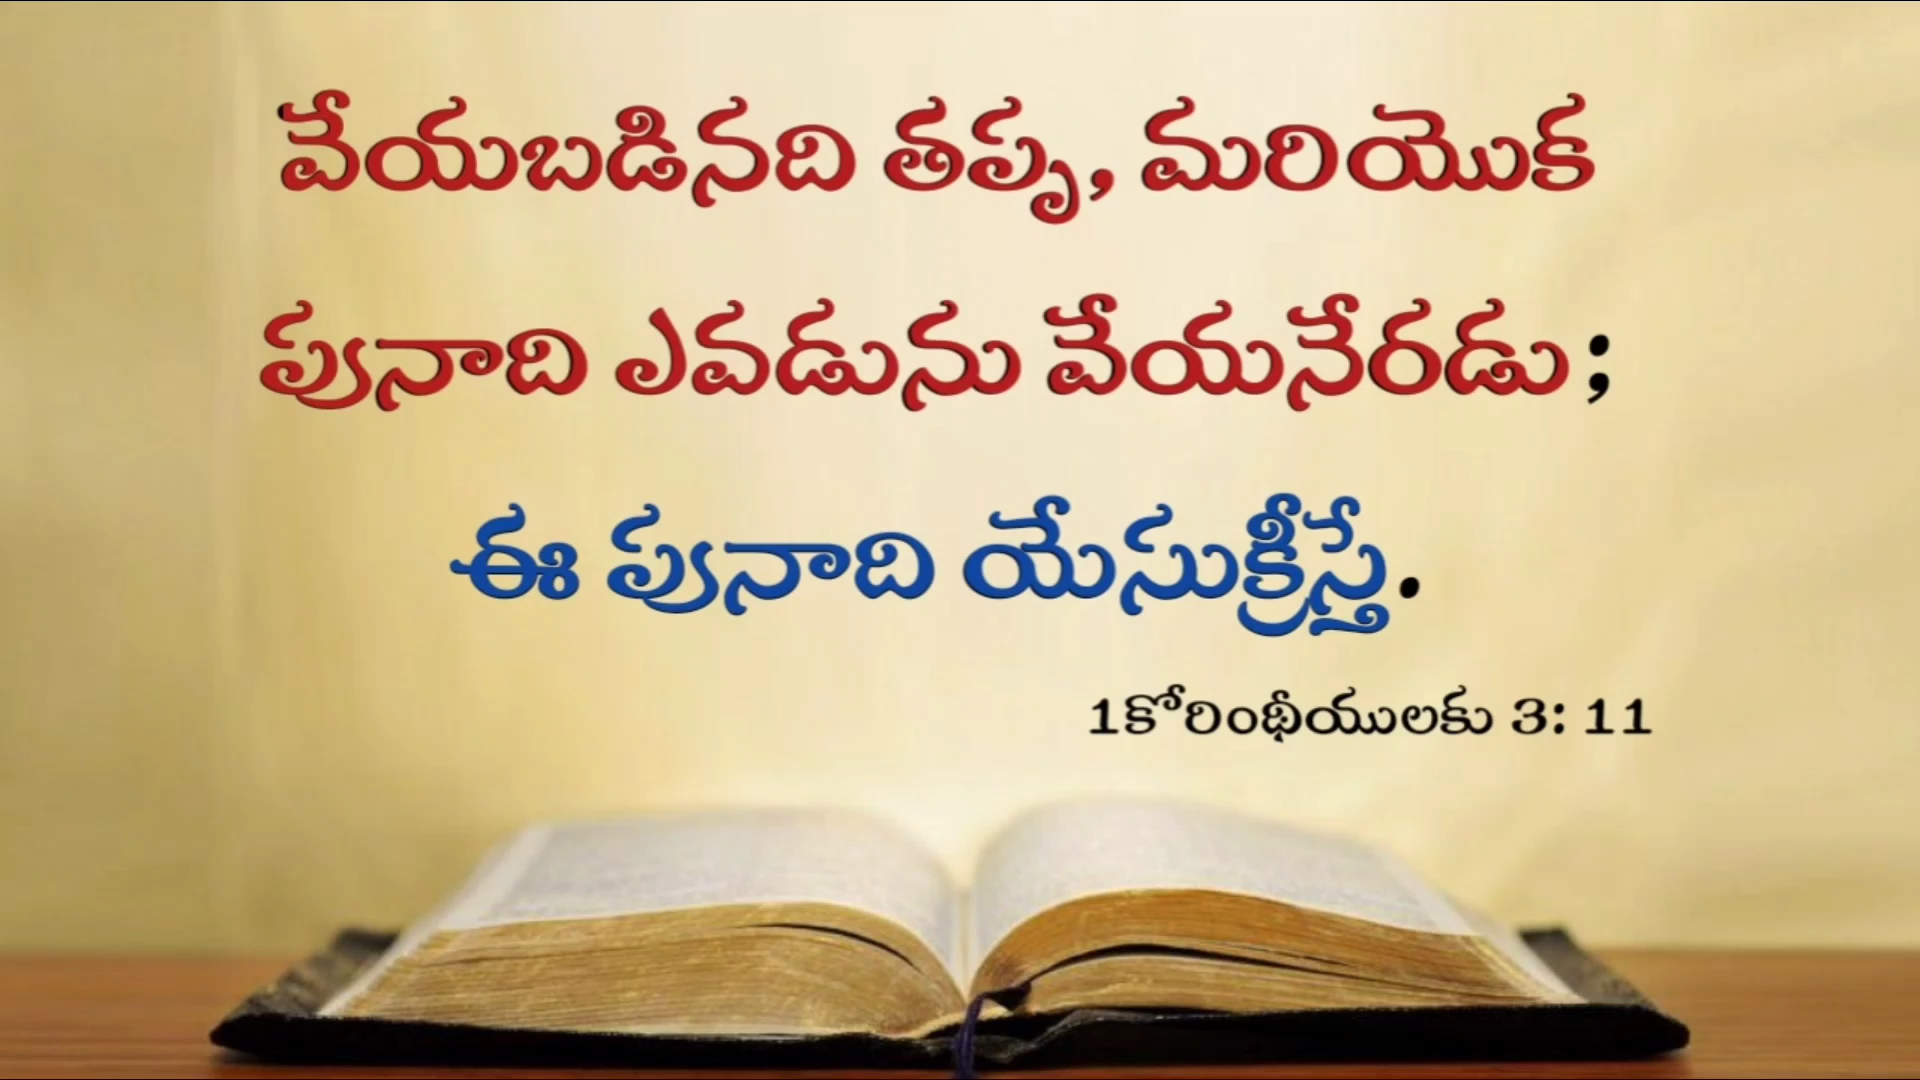 వేయబడినది తప్ప, మరియొక
పునాది ఎవడును వేయనేరడు;
ఈ పునాది యేసుక్రీస్తే.
1కోరింథీయులకు 3: 11